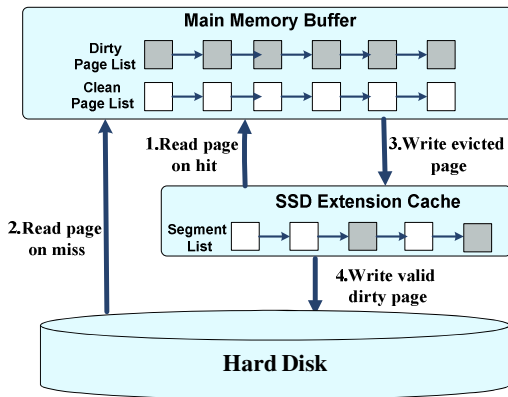 Main Memory Buffer
Dirty
Page List
Clean
Page List
1.Read page
on hit
3.Write evicted
page
2.Read page
on miss
SSD Extension Cache
Segment
List
4.Write valid
dirty page
Hard Disk